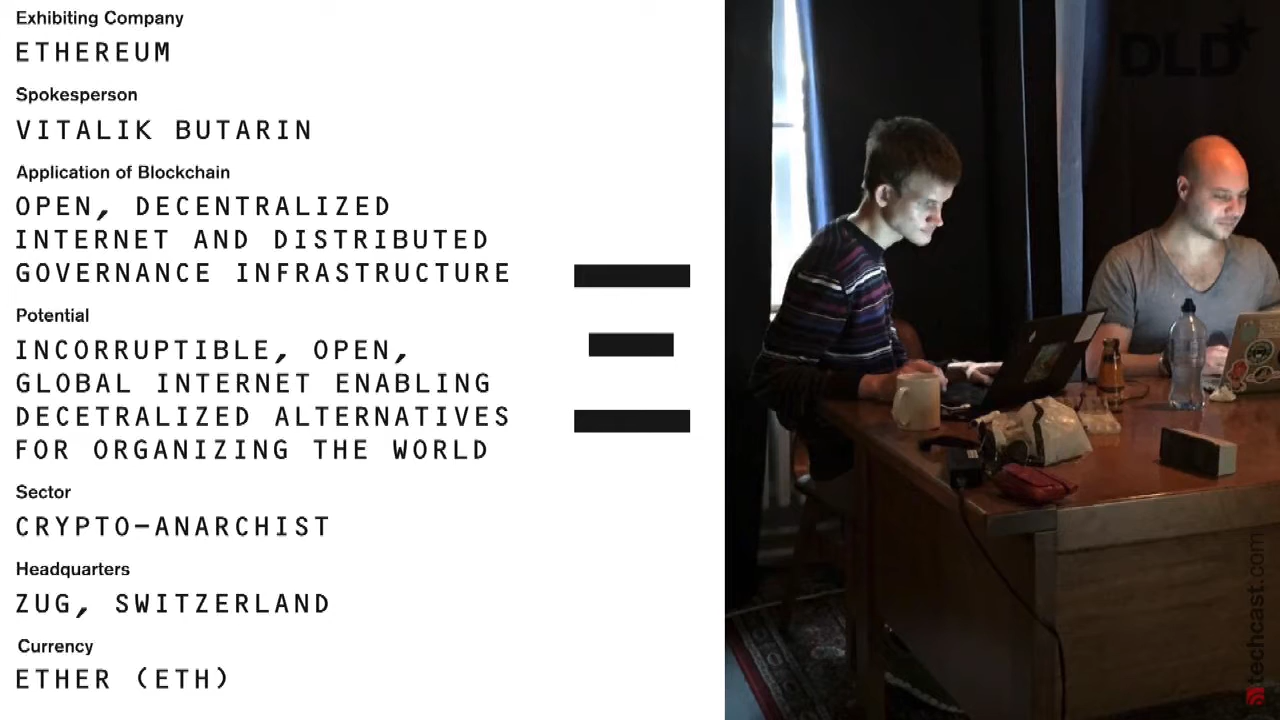 Exhibiting Company
ETHEREUM
Spokesperson
VITALIK BUTARIN
Application of Blockchain
OPEN, DECENTRALIZED
INTERNET AND DISTRIBUTED
GOVERNANCE INFRASTRUCTURE
Potential
INCORRUPTIBLE, OPEN,
GLOBAL INTERNET ENABLING
DECETRALIZED ALTERNATIVES
FOR ORGANIZING THE WORLD
Sector
CRYPTO-ANARCHIST
Headquarters
ZUG, SWITZERLAND
Currency
ETHER (ETH)
DLD
techcast.com